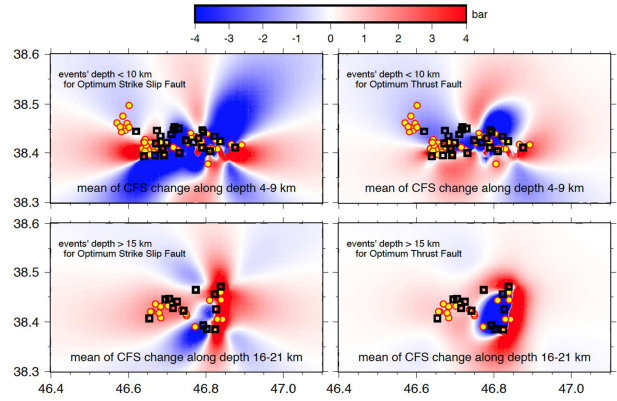 bar
-4 -3 -2 -1 0 1 2 3 4
38.6
38.5
38.4
38.3
events' depth < 10 km
for Optimum Strike Slip Fault
mean of CFS change along depth 4-9 km
events' depth < 10 km
for Optimum Thrust Fault
mean of CFS change along depth 4-9 km
38.6
38.5
38.4
38.3
events' depth > 15 km
for Optimum Strike Slip Fault
mean of CFS change along depth 16-21 km
events' depth > 15 km
for Optimum Thrust Fault
mean of CFS change along depth 16-21 km
46.4 46.6 46.8 47.0
46.4 46.6 46.8 47.0